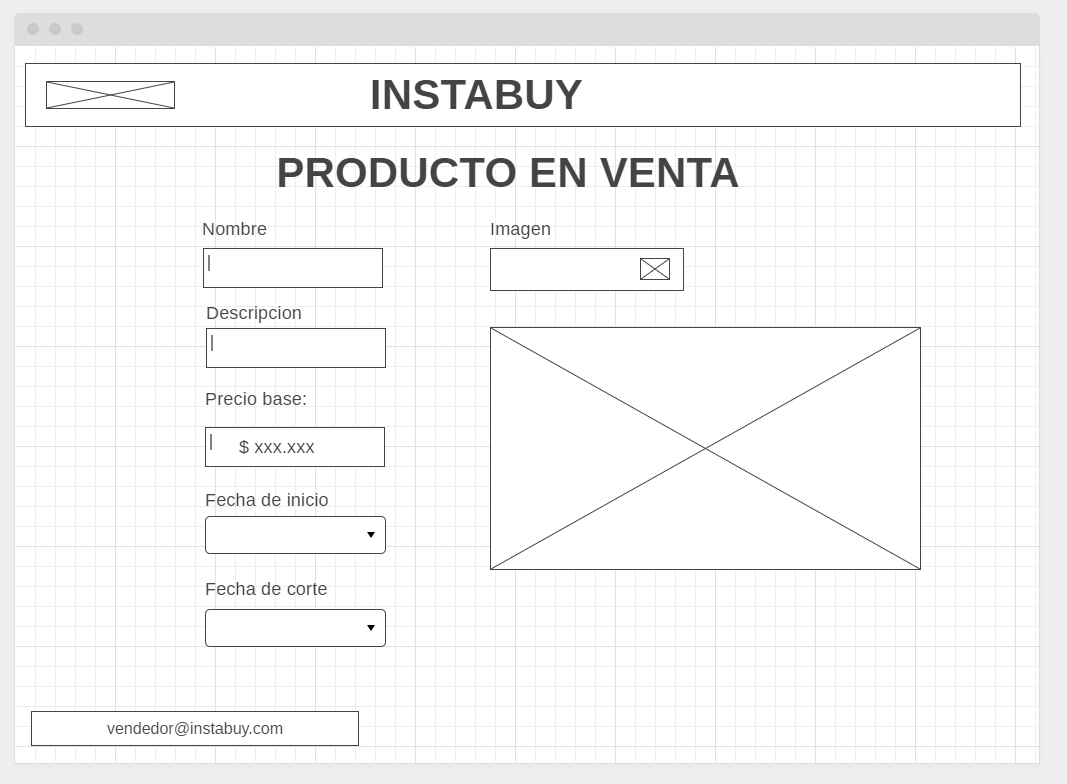 INSTABUY
PRODUCTO EN VENTA
Nombre
Imagen
Descripcion
Precio base:
$ xxx.xxx
Fecha de inicio
Fecha de corte
vendedor@instabuy.com